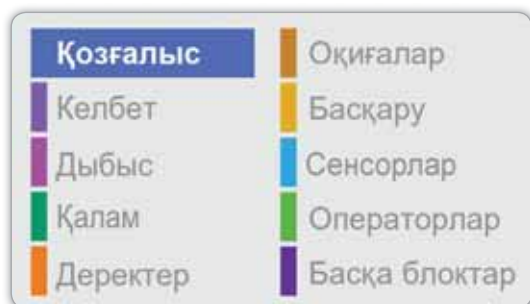 Қозғалыс
Келбет
Дыбыс
Қалам
Деректер
Оқиғалар
Басқару
Сенсорлар
Операторлар
Басқа блоктар